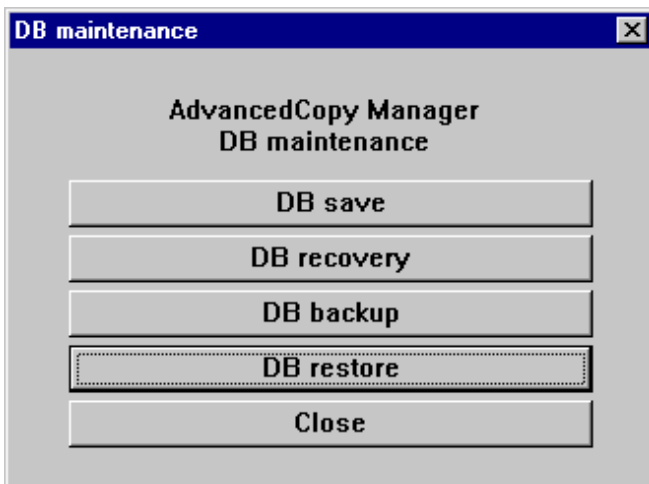 DB maintenance
AdvancedCopy Manager
DB maintenance
DB save
DB recovery
DB backup
DB restore
Close